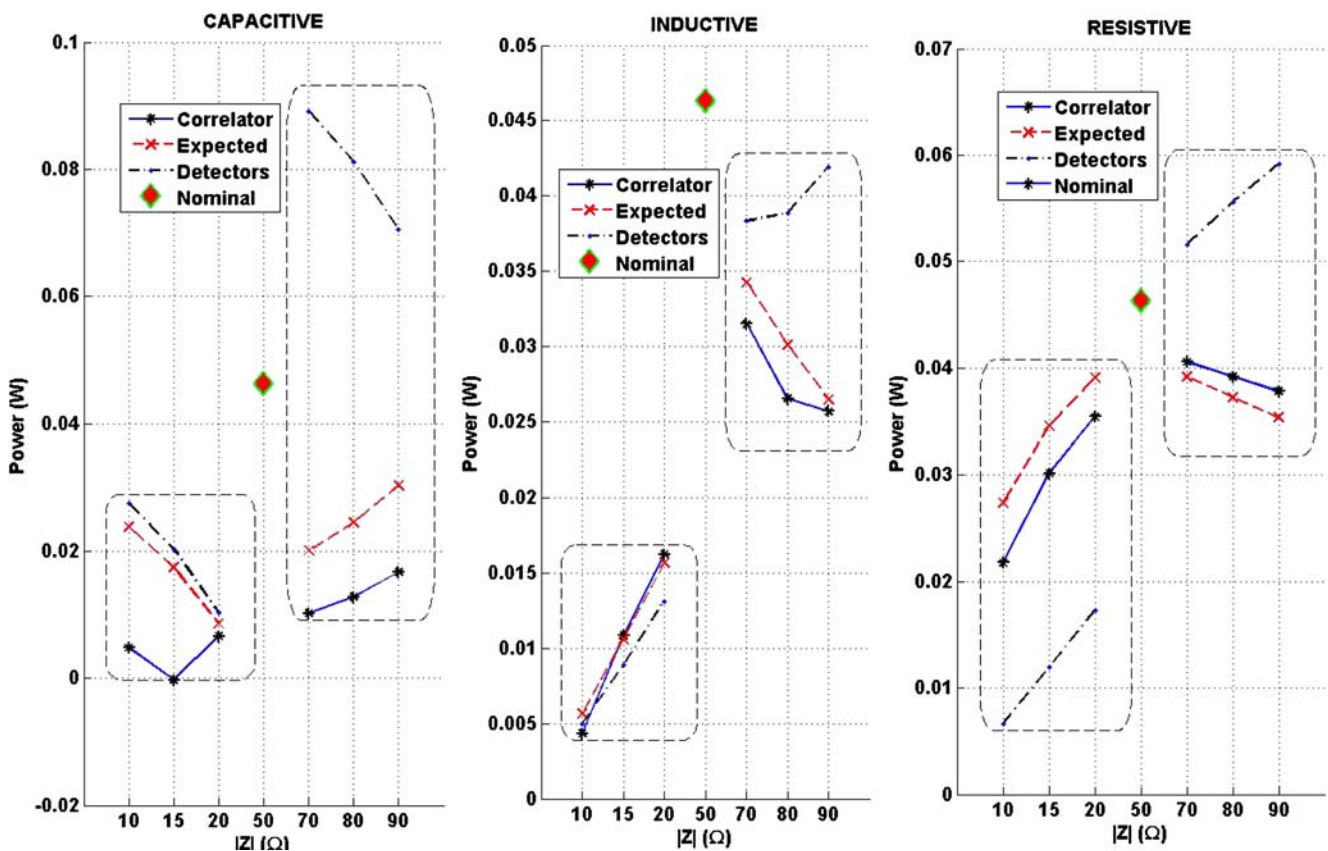 CAPACITIVE
0.1
0.08
0.06
0.04
0.02
0
-0.02
Power (W)
Correlator
Expected
Detectors
Nominal
10 15 20 50 70 80 90
|Z| (Ω)
INDUCTIVE
0.05
0.045
0.04
0.035
0.03
0.025
0.02
0.015
0.01
0.005
0
Power (W)
Correlator
Expected
Detectors
Nominal
10 15 20 50 70 80 90
|Z| (Ω)
RESISTIVE
0.07
0.06
0.05
0.04
0.03
0.02
0.01
0
Power (W)
Correlator
Expected
Detectors
Nominal
10 15 20 50 70 80 90
|Z| (Ω)